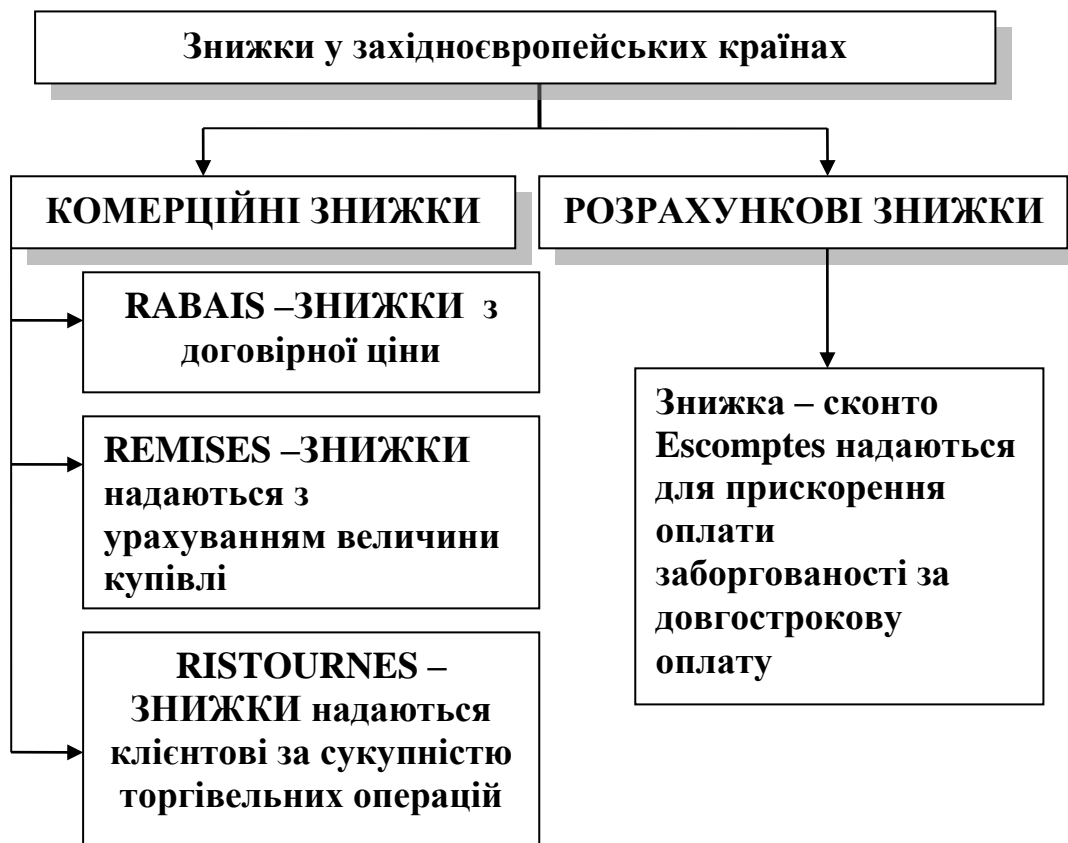 Знижки у західноєвропейських країнах
КОМЕРЦІЙНІ ЗНИЖКИ
RABAIS –ЗНИЖКИ з
договірної ціни
REMISES –ЗНИЖКИ
надаються з
урахуванням величини
купівлі
RISTOURNES –
ЗНИЖКИ надаються
клієнтові за сукупністю
торгівельних операцій
РОЗРАХУНКОВІ ЗНИЖКИ
Знижка – сконто
Escomptes надаються
для прискорення
оплати
заборгованості за
довгострокову
оплату